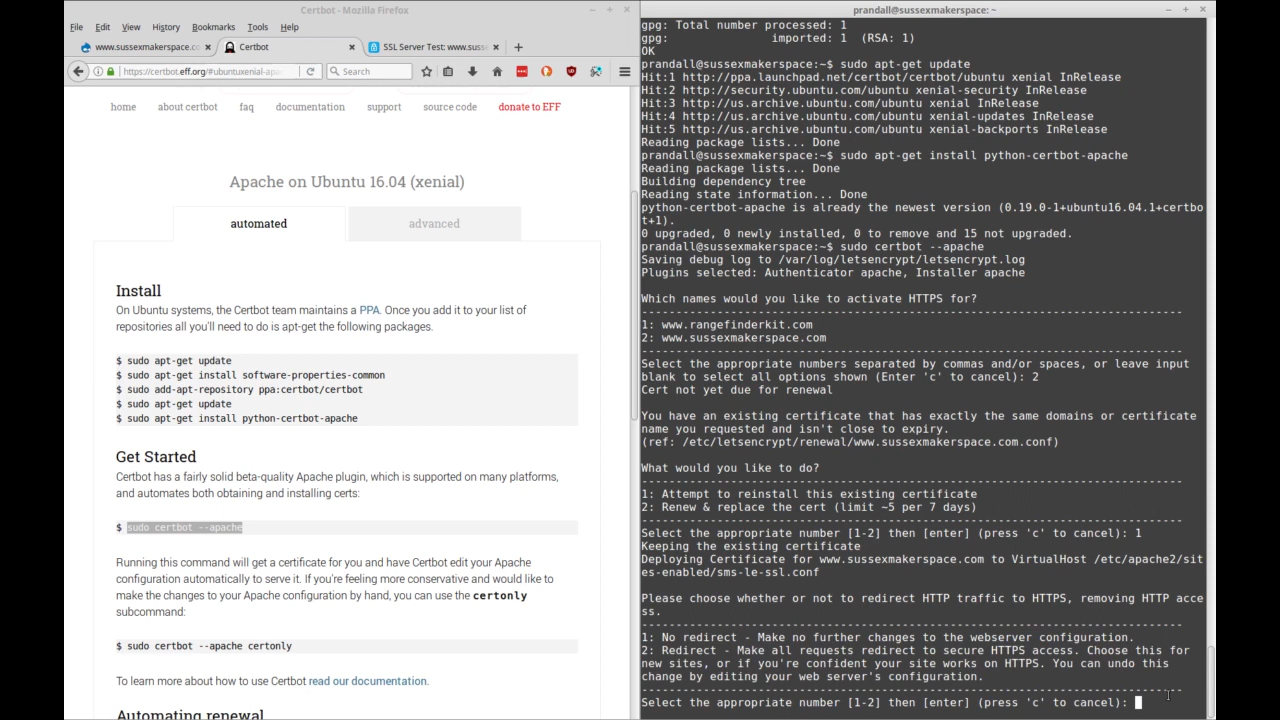 Certbot - Mozilla Firefox
File Edit View History Bookmarks Tools Help
www.sussexmakerspace.co
Certbot
SSL Server Test: www.susse
https://certbot.eff.org/#ubuntuxenial-apa
Search
home about certbot faq documentation support source code donate to EFF
Apache on Ubuntu 16.04 (xenial)
automated advanced
Install
On Ubuntu systems, the Certbot team maintains a PPA. Once you add it to your list of
repositories all you'll need to do is apt-get the following packages.
$ sudo apt-get update
$ sudo apt-get install software-properties-common
$ sudo add-apt-repository ppa:certbot/certbot
$ sudo apt-get update
$ sudo apt-get install python-certbot-apache
Get Started
Certbot has a fairly solid beta-quality Apache plugin, which is supported on many platforms,
and automates both obtaining and installing certs:
$ sudo certbot --apache
Running this command will get a certificate for you and have Certbot edit your Apache
configuration automatically to serve it. If you're feeling more conservative and would like to
make the changes to your Apache configuration by hand, you can use the certonly
subcommand:
$ sudo certbot --apache certonly
To learn more about how to use Certbot read our documentation.
Automating renewal
prandall@sussexmakerspace: ~
gpg: Total number processed: 1
gpg: imported: 1 (RSA: 1)
OK
prandall@sussexmakerspace:~$ sudo apt-get update
Hit:1 http://ppa.launchpad.net/certbot/certbot/ubuntu xenial InRelease
Hit:2 http://security.ubuntu.com/ubuntu xenial-security InRelease
Hit:3 http://us.archive.ubuntu.com/ubuntu xenial InRelease
Hit:4 http://us.archive.ubuntu.com/ubuntu xenial-updates InRelease
Hit:5 http://us.archive.ubuntu.com/ubuntu xenial-backports InRelease
Reading package lists... Done
prandall@sussexmakerspace:~$ sudo apt-get install python-certbot-apache
Reading package lists... Done
Building dependency tree
Reading state information... Done
python-certbot-apache is already the newest version (0.19.0-1+ubuntu16.04.1+certbo
t+1).
0 upgraded, 0 newly installed, 0 to remove and 15 not upgraded.
prandall@sussexmakerspace:~$ sudo certbot --apache
Saving debug log to /var/log/letsencrypt/letsencrypt.log
Plugins selected: Authenticator apache, Installer apache
Which names would you like to activate HTTPS for?
-------------------------------------------------------------------------------
1: www.rangefinderkit.com
2: www.sussexmakerspace.com
-------------------------------------------------------------------------------
Select the appropriate numbers separated by commas and/or spaces, or leave input
blank to select all options shown (Enter 'c' to cancel): 2
Cert not yet due for renewal
You have an existing certificate that has exactly the same domains or certificate
name you requested and isn't close to expiry.
(ref: /etc/letsencrypt/renewal/www.sussexmakerspace.com.conf)
What would you like to do?
-------------------------------------------------------------------------------
1: Attempt to reinstall this existing certificate
2: Renew & replace the cert (limit ~5 per 7 days)
-------------------------------------------------------------------------------
Select the appropriate number [1-2] then [enter] (press 'c' to cancel): 1
Keeping the existing certificate
Deploying Certificate for www.sussexmakerspace.com to VirtualHost /etc/apache2/sit
es-enabled/sms-le-ssl.conf
Please choose whether or not to redirect HTTP traffic to HTTPS, removing HTTP acce
ss.
-------------------------------------------------------------------------------
1: No redirect - Make no further changes to the webserver configuration.
2: Redirect - Make all requests redirect to secure HTTPS access. Choose this for
new sites, or if you're confident your site works on HTTPS. You can undo this
change by editing your web server's configuration.
-------------------------------------------------------------------------------
Select the appropriate number [1-2] then [enter] (press 'c' to cancel):